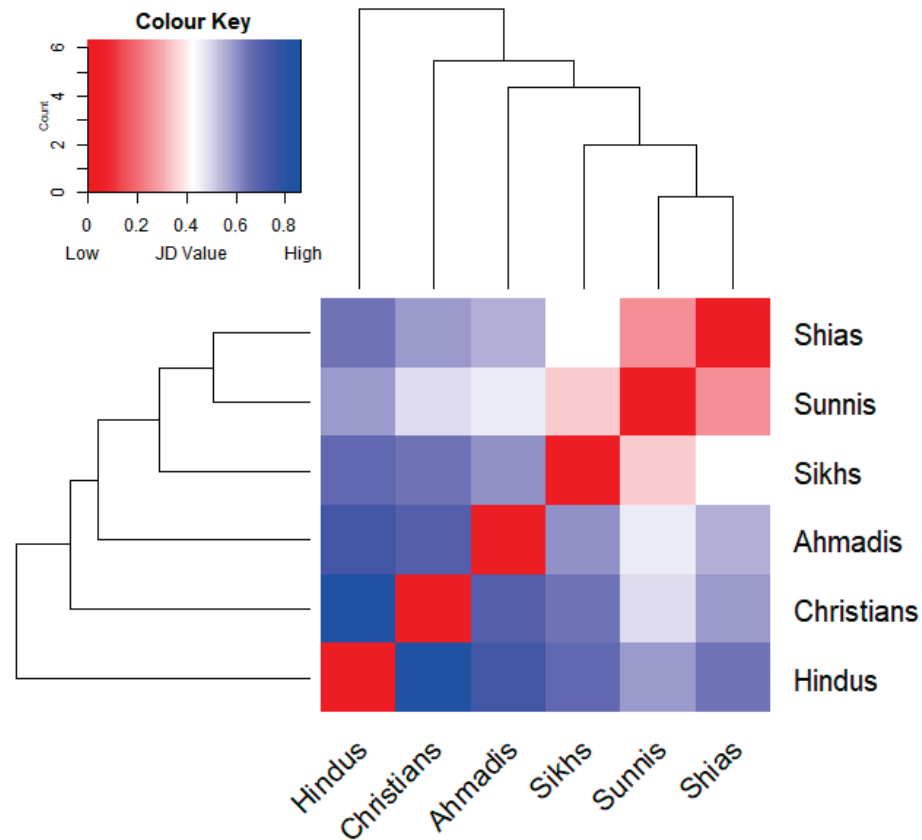 Colour Key
Count
6
4
2
0
0 0.2 0.4 0.6 0.8
Low JD Value High
Shias
Sunnis
Sikhs
Ahmadis
Christians
Hindus
Hindus Christians Ahmadis Sikhs Sunnis Shias